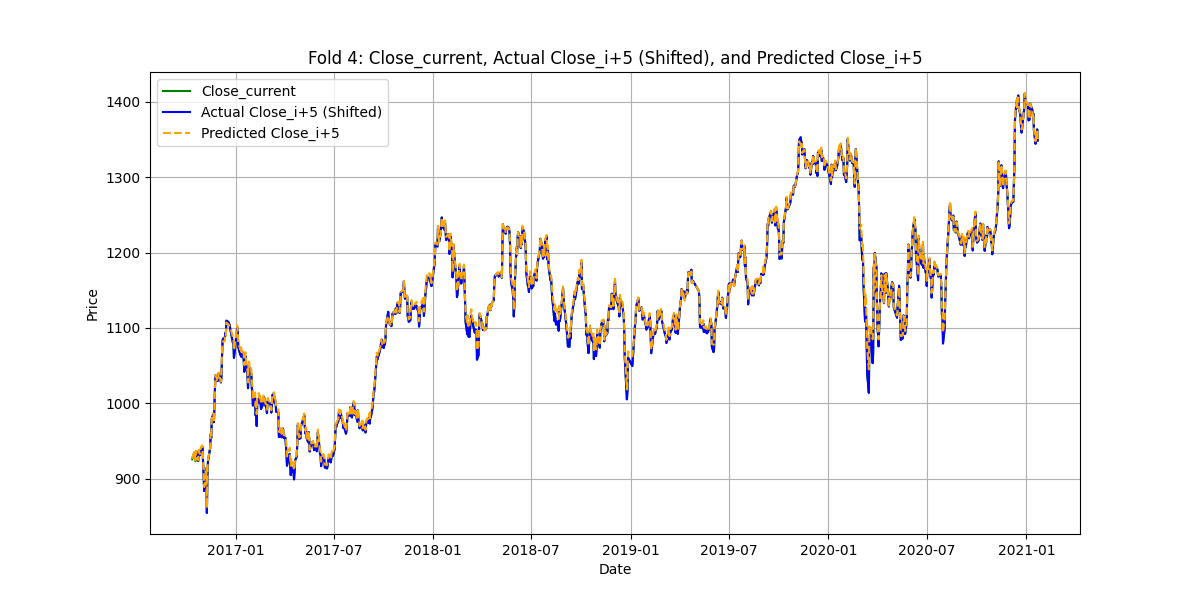 Fold 4: Close_current, Actual Close_i+5 (Shifted), and Predicted Close_i+5
Close_current
Actual Close_i+5 (Shifted)
Predicted Close_i+5
1400
1300
1200
1100
1000
900
Price
2017-01
2017-07
2018-01
2018-07
2019-01
2019-07
2020-01
2020-07
2021-01
Date